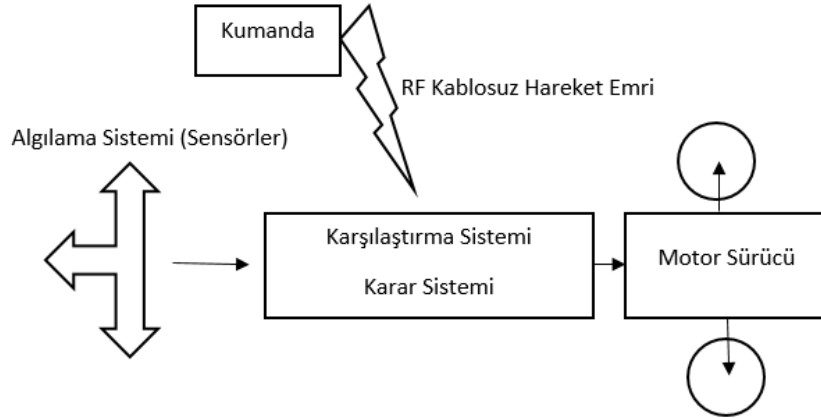 Kumanda
RF Kablosuz Hareket Emri
Algılama Sistemi (Sensörler)
Karşılaştırma Sistemi
Karar Sistemi
Motor Sürücü